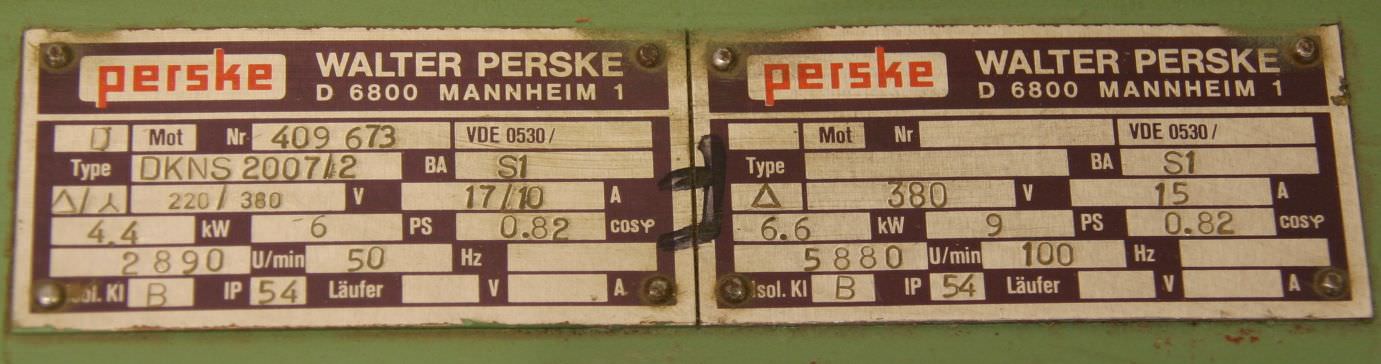 perske WALTER PERSKE
D 6800 MANNHEIM 1
D Mot Nr 409 673 VDE 0530/
Type DKNS 2007/2 BA S1
△/⅄ 220/380 V 17/10 A
4.4 kW 6 PS 0.82 cosφ
2890 U/min 50 Hz
Isol. Kl B IP 54 Läufer V A
perske WALTER PERSKE
D 6800 MANNHEIM 1
Mot Nr VDE 0530/
Type BA S1
△ 380 V 15 A
6.6 kW 9 PS 0.82 cosφ
5880 U/min 100 Hz
Isol. Kl B IP 54 Läufer V A